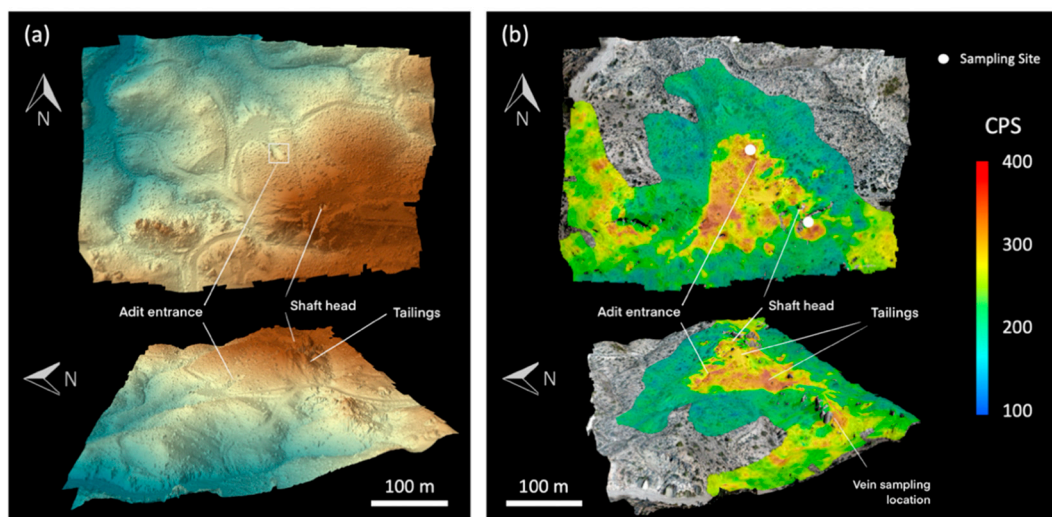 (a)
N
Adit entrance
Shaft head
Tailings
N
100 m
(b)
Sampling Site
N
CPS
400
300
200
100
Adit entrance
Shaft head
Tailings
N
100 m
Vein sampling
location